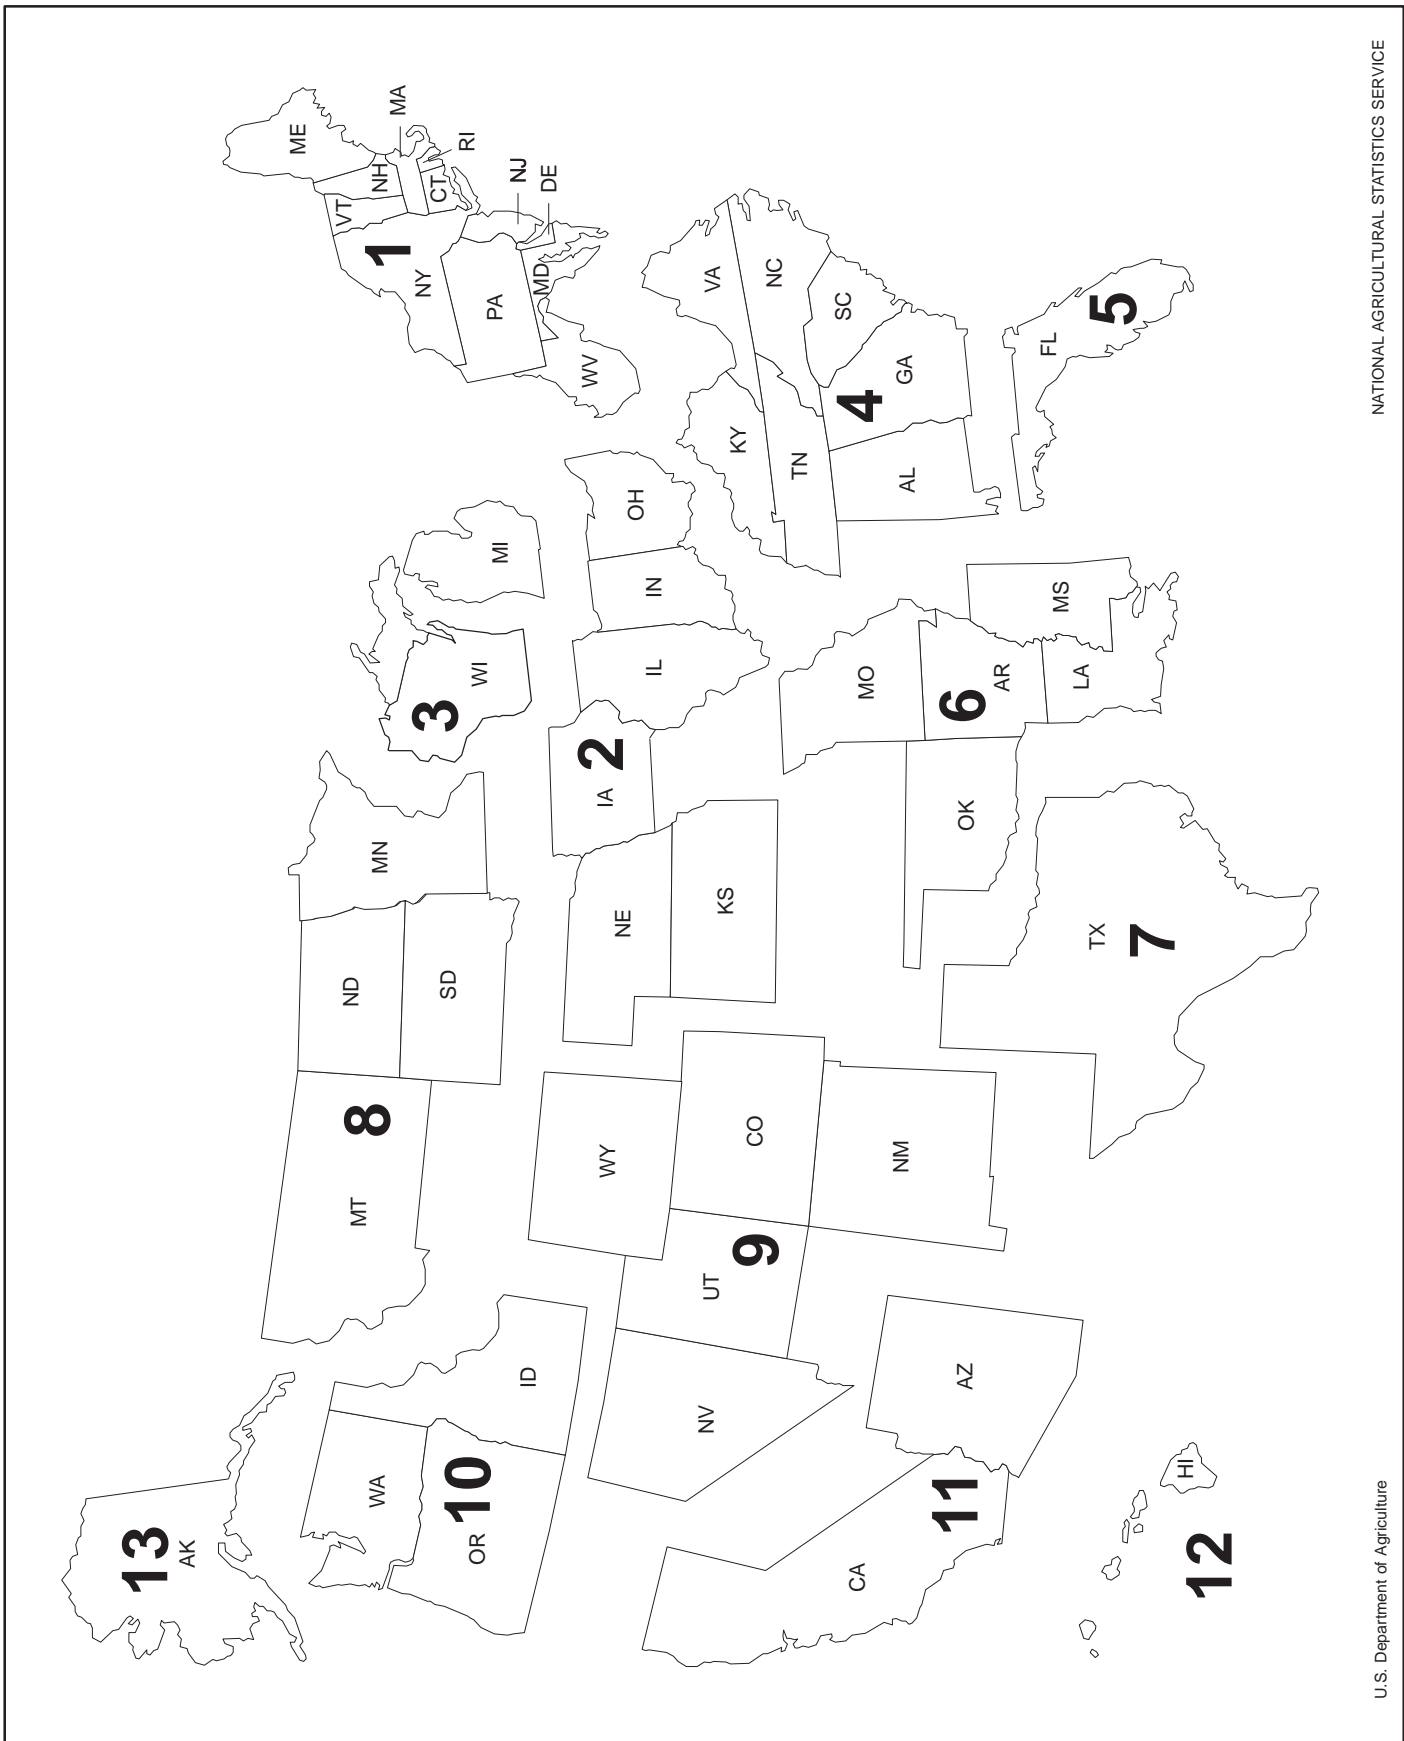 13
AK
WA
10
OR
ID
MT
8
ND
SD
MN
3
WI
MI
ME
VT
NH
MA
RI
CT
1
NY
NJ
PA
DE
MD
WV
NV
UT
9
WY
CO
NM
NE
KS
IA
2
IL
IN
OH
CA
11
AZ
TX
7
OK
MO
6
AR
LA
MS
KY
TN
VA
NC
SC
4
GA
AL
FL
5
HI
12
U.S. Department of Agriculture
NATIONAL AGRICULTURAL STATISTICS SERVICE